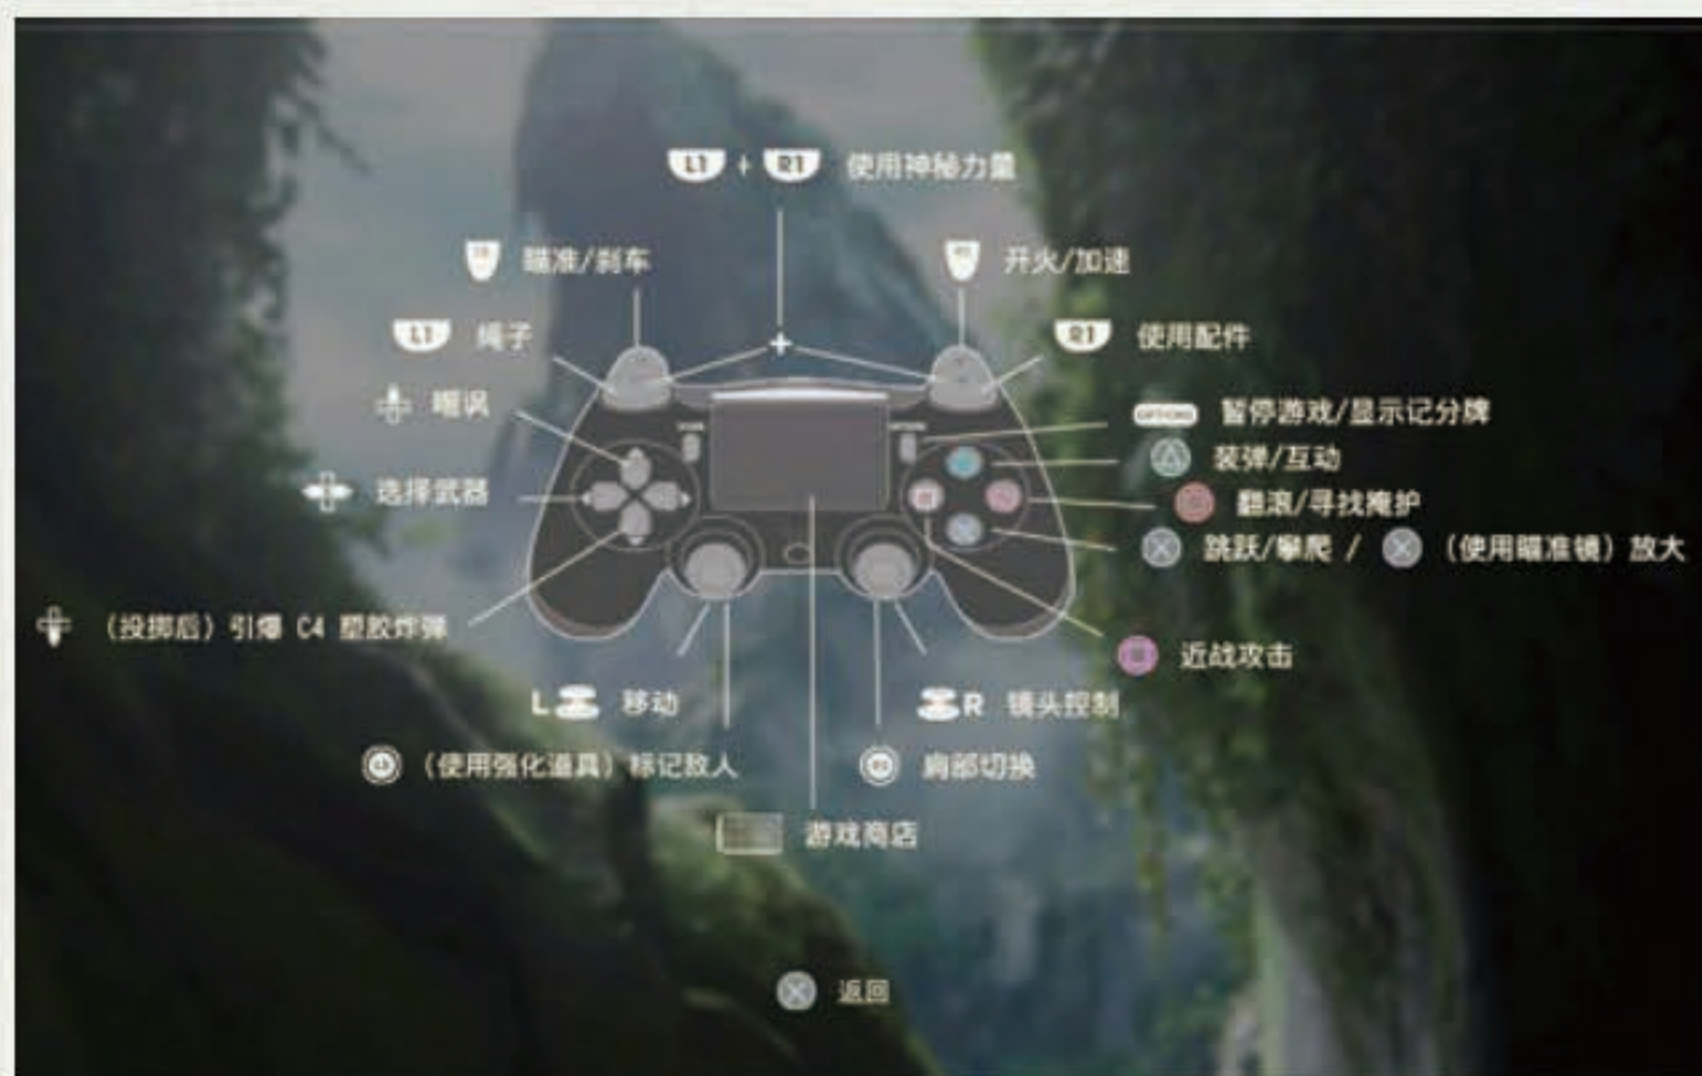 L1 + R1 使用神秘力量
瞄准/刹车
开火/加速
L1 绳子
R1 使用配件
嘲讽
OPTIONS 暂停游戏/显示记分牌
装弹/互动
选择武器
翻滚/寻找掩护
跳跃/攀爬 / (使用瞄准镜) 放大
(投掷后) 引爆 C4 塑胶炸弹
近战攻击
L 移动
R 镜头控制
(使用强化道具) 标记敌人
肩部切换
游戏商店
返回